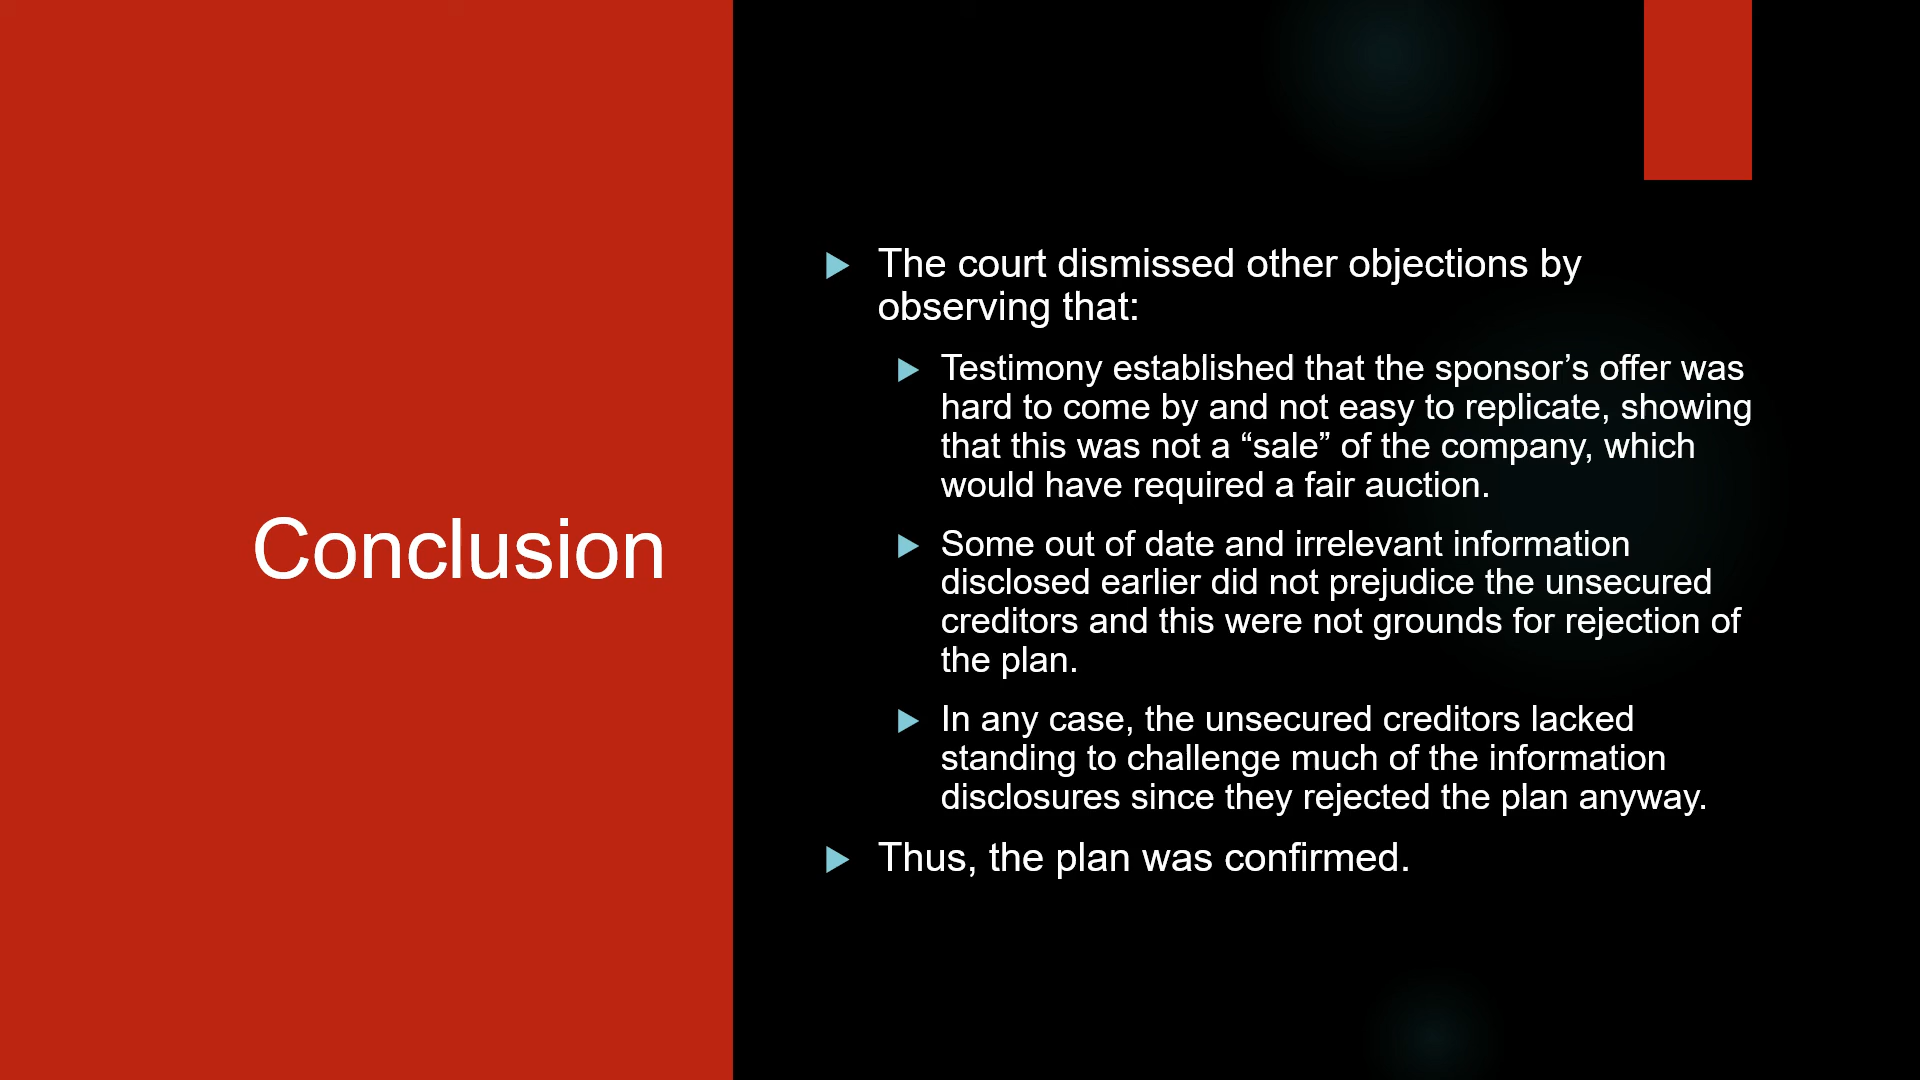 Conclusion
The court dismissed other objections by
observing that:
Testimony established that the sponsor’s offer was
hard to come by and not easy to replicate, showing
that this was not a “sale” of the company, which
would have required a fair auction.
Some out of date and irrelevant information
disclosed earlier did not prejudice the unsecured
creditors and this were not grounds for rejection of
the plan.
In any case, the unsecured creditors lacked
standing to challenge much of the information
disclosures since they rejected the plan anyway.
Thus, the plan was confirmed.